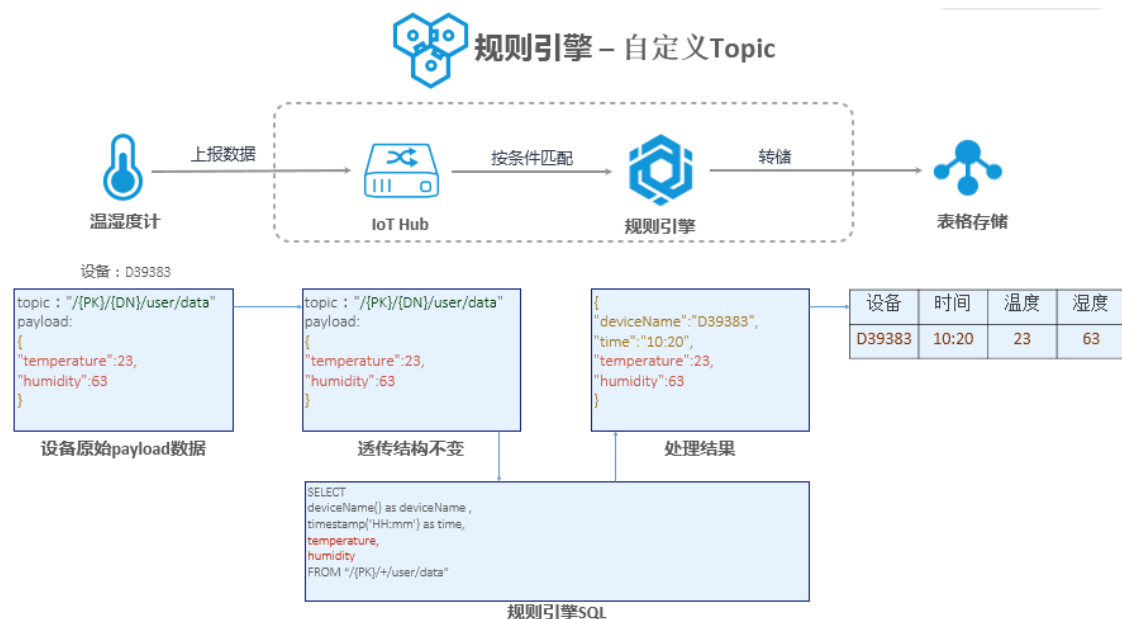 规则引擎 – 自定义Topic
上报数据
按条件匹配
转储
温湿度计
IoT Hub
规则引擎
表格存储
设备：D39383
topic："/{PK}/{DN}/user/data"
payload:
{
"temperature":23,
"humidity":63
}
设备原始payload数据
topic："/{PK}/{DN}/user/data"
payload:
{
"temperature":23,
"humidity":63
}
透传结构不变
{
"deviceName":"D39383",
"time":"10:20",
"temperature":23,
"humidity":63
}
处理结果
设备 时间 温度 湿度
D39383 10:20 23 63
SELECT
deviceName() as deviceName ,
timestamp('HH:mm') as time,
temperature,
humidity
FROM “/{PK}/+/user/data”
规则引擎SQL